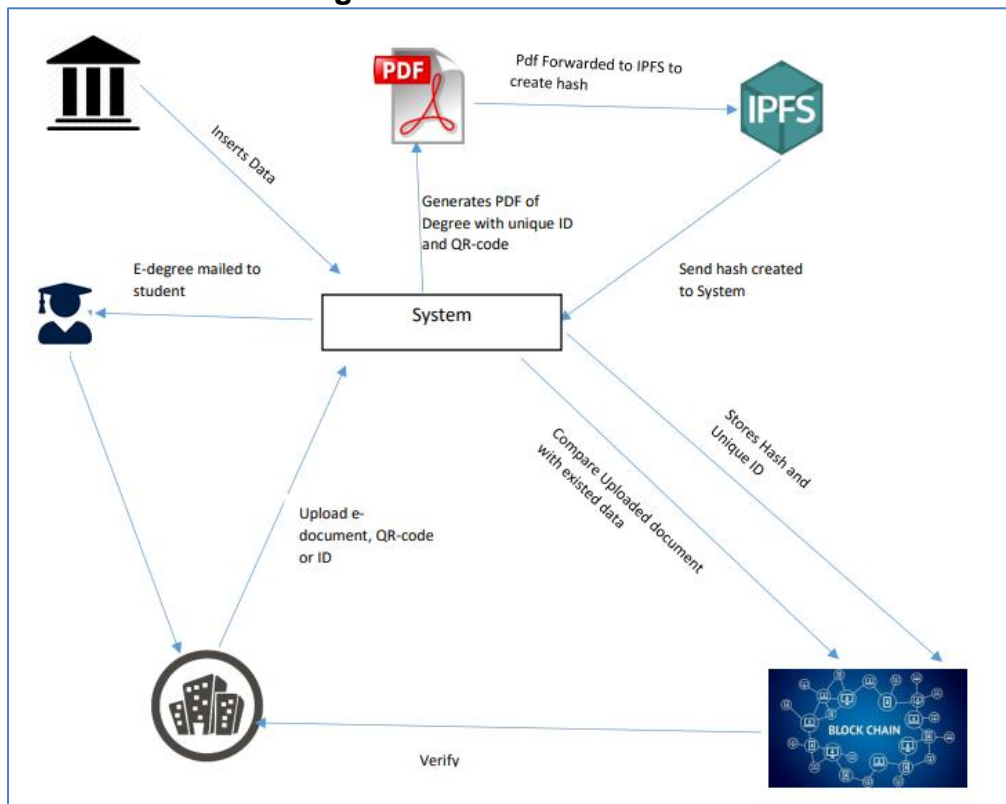 PDF
Pdf Forwarded to IPFS to
create hash
IPFS
Inserts Data
Generates PDF of
Degree with unique ID
and QR-code
E-degree mailed to
student
Send hash created
to System
System
Stores Hash and
Unique ID
Compare Uploaded document
with existed data
Upload e-
document, QR-code
or ID
BLOCK CHAIN
Verify